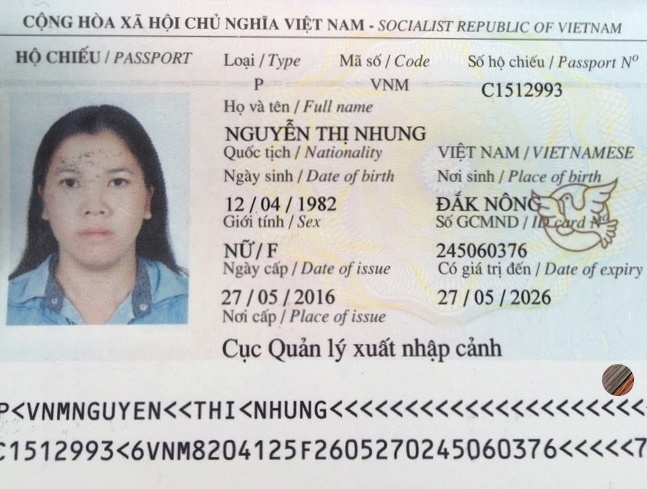 CỘNG HÒA XÃ HỘI CHỦ NGHĨA VIỆT NAM - SOCIALIST REPUBLIC OF VIETNAM
HỘ CHIẾU / PASSPORT
Loại / Type Mã số / Code Số hộ chiếu / Passport Nº
P VNM C1512993
Họ và tên / Full name
NGUYỄN THỊ NHUNG
Quốc tịch / Nationality VIỆT NAM / VIETNAMESE
Ngày sinh / Date of birth Nơi sinh / Place of birth
12 / 04 / 1982 ĐẮK NÔNG
Giới tính / Sex Số GCMND / ID card Nº
NỮ / F 245060376
Ngày cấp / Date of issue Có giá trị đến / Date of expiry
27 / 05 / 2016 27 / 05 / 2026
Nơi cấp / Place of issue
Cục Quản lý xuất nhập cảnh
P<VNMNGUYEN<<THI<NHUNG<<<<<<<<<<<<<<<<<<<<<<
C1512993<6VNM8204125F2605270245060376<<<<<7